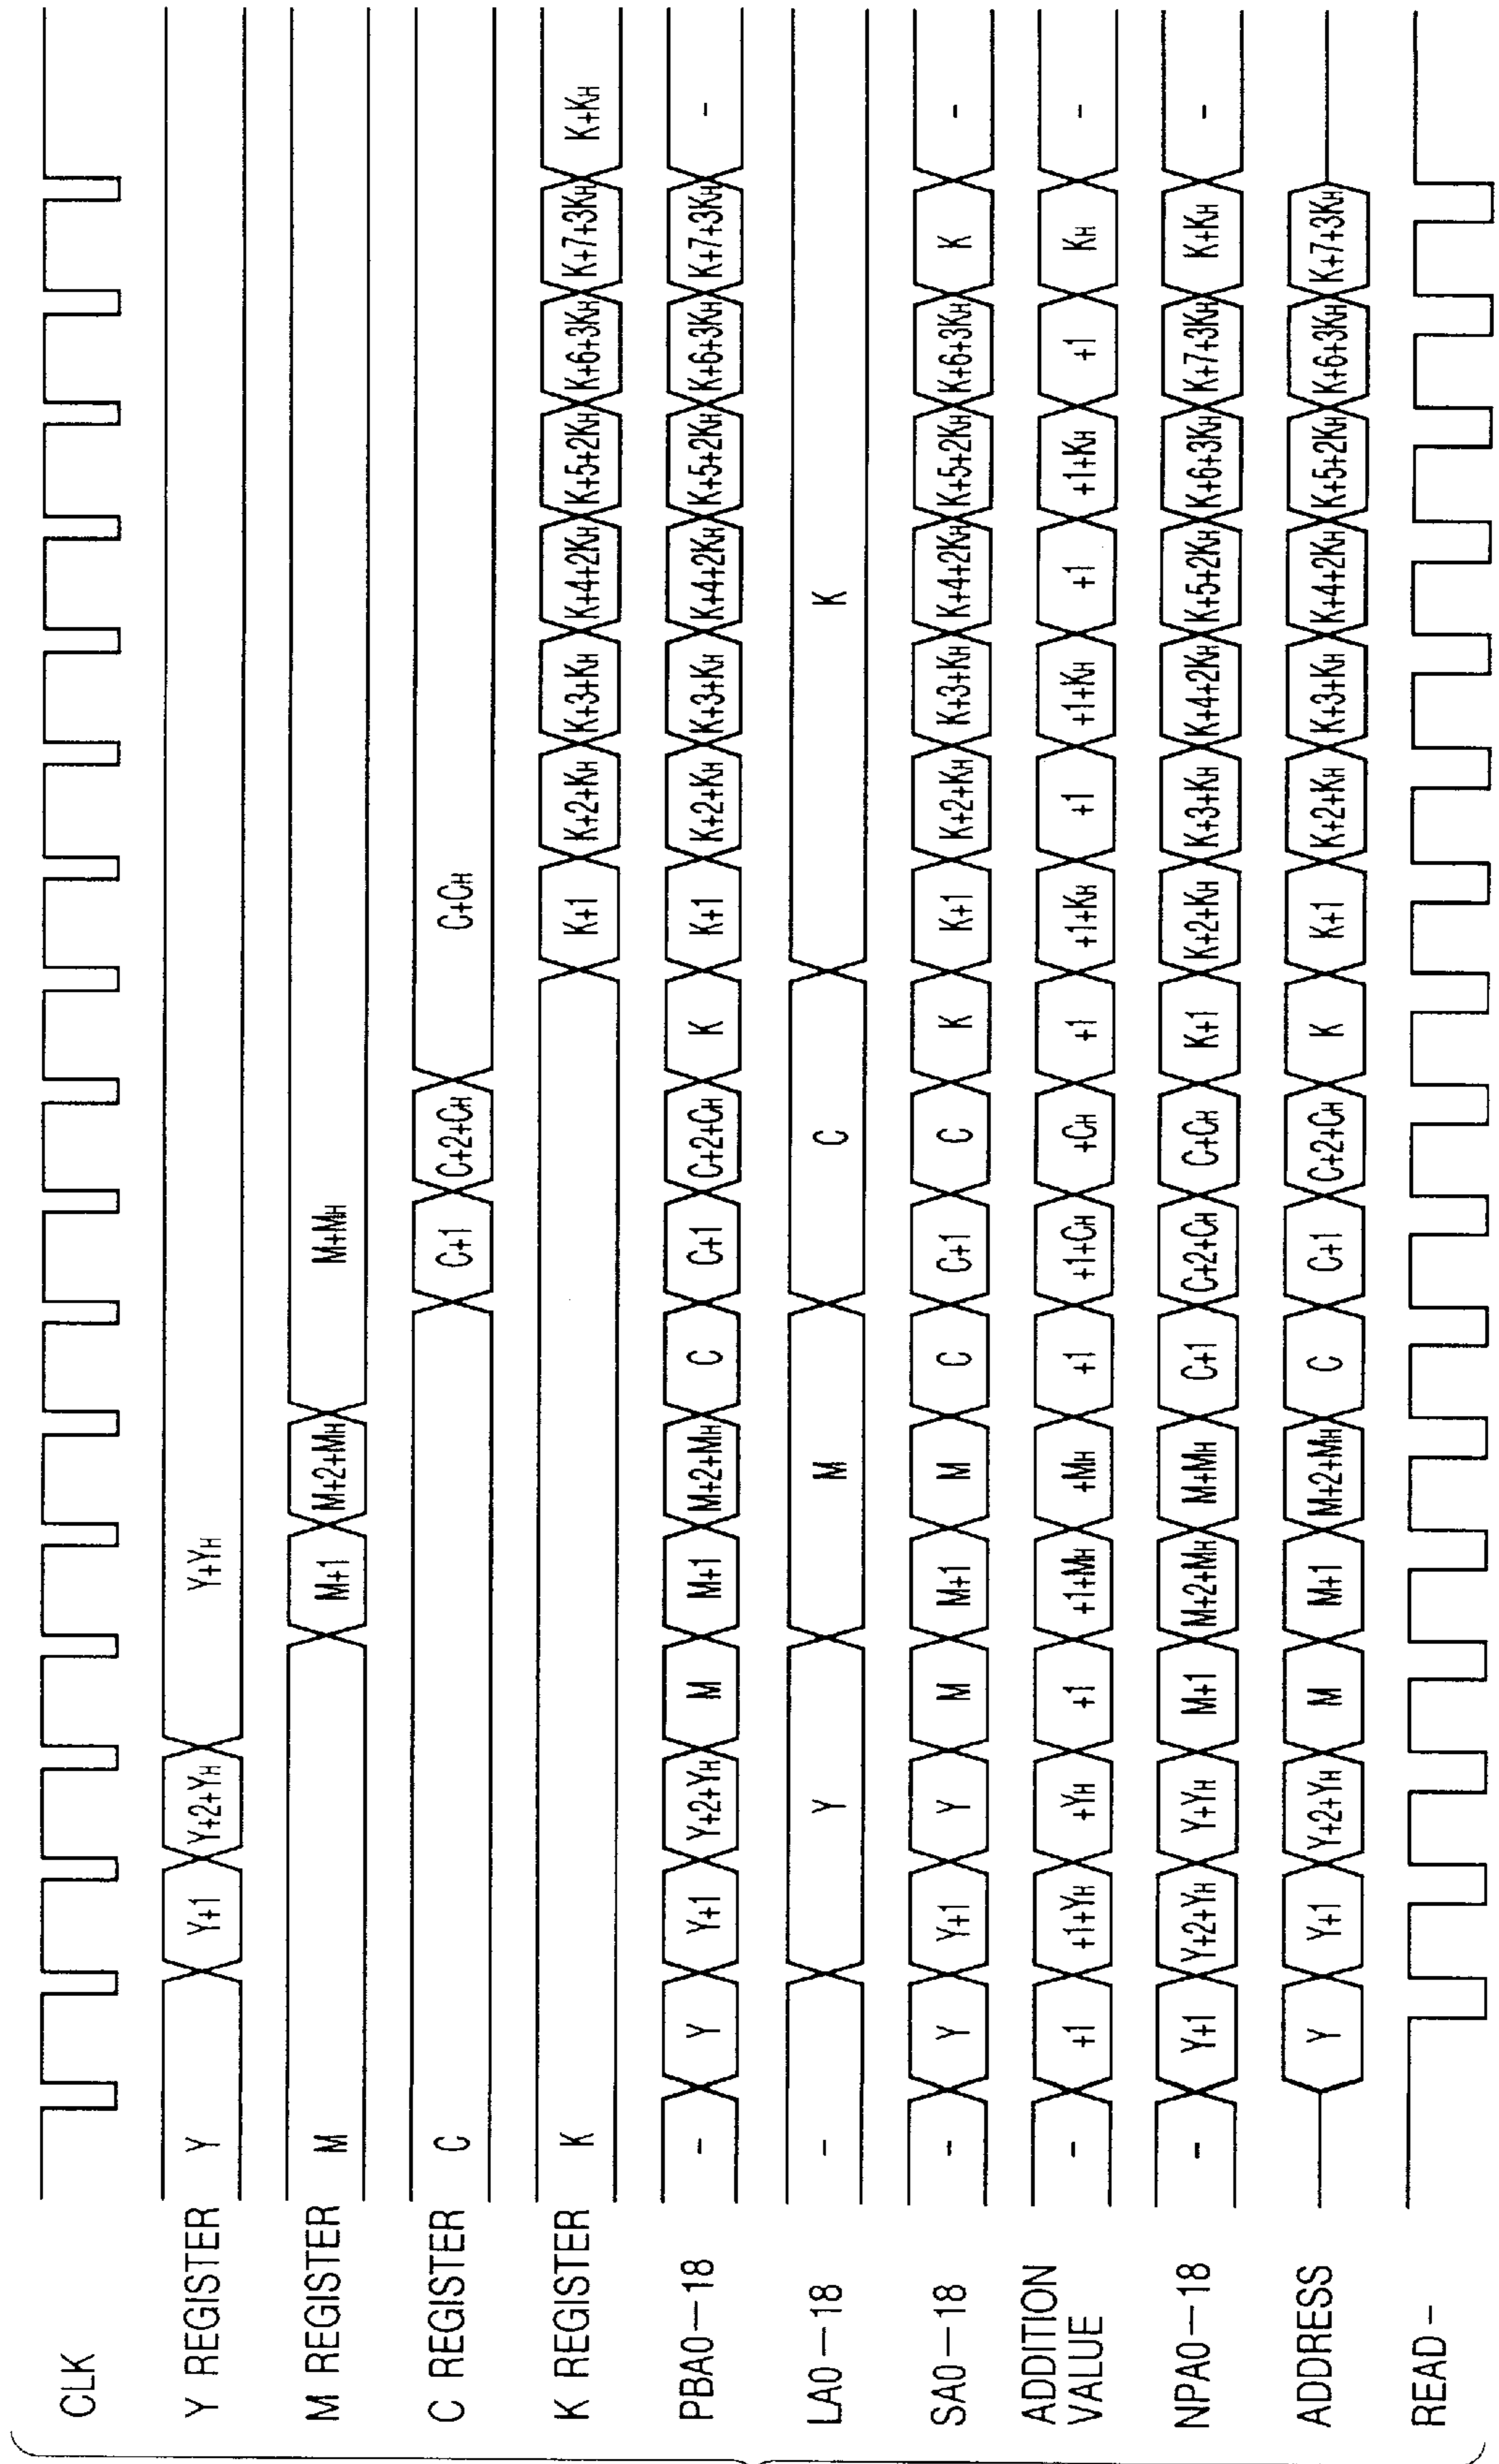 CLK
Y REGISTER Y Y+1 Y+2+YH Y+YH
M REGISTER M M+1 M+2+MH M+MH
C REGISTER C C+1 C+2+CH C+CH
K REGISTER K K+1 K+2+KH K+3+KH K+4+2KH K+5+2KH K+6+3KH K+7+3KH K+KH
PBA0—18 - Y Y+1 Y+2+YH M M+1 M+2+MH C C+1 C+2+CH K K+1 K+2+KH K+3+KH K+4+2KH K+5+2KH K+6+3KH K+7+3KH -
LA0—18 - Y M C K
SA0—18 - Y Y+1 Y M M+1 M C C+1 C K K+1 K+2+KH K+3+KH K+4+2KH K+5+2KH K+6+3KH K -
ADDITION
VALUE - +1 +1+YH +YH +1 +1+MH +MH +1 +1+CH +CH +1 +1+KH +1 +1+KH +1 +1+KH +1 KH -
NPA0—18 - Y+1 Y+2+YH Y+YH M+1 M+2+MH M+MH C+1 C+2+CH C+CH K+1 K+2+KH K+3+KH K+4+2KH K+5+2KH K+6+3KH K+7+3KH K+KH -
ADDRESS Y Y+1 Y+2+YH M M+1 M+2+MH C C+1 C+2+CH K K+1 K+2+KH K+3+KH K+4+2KH K+5+2KH K+6+3KH K+7+3KH
READ-